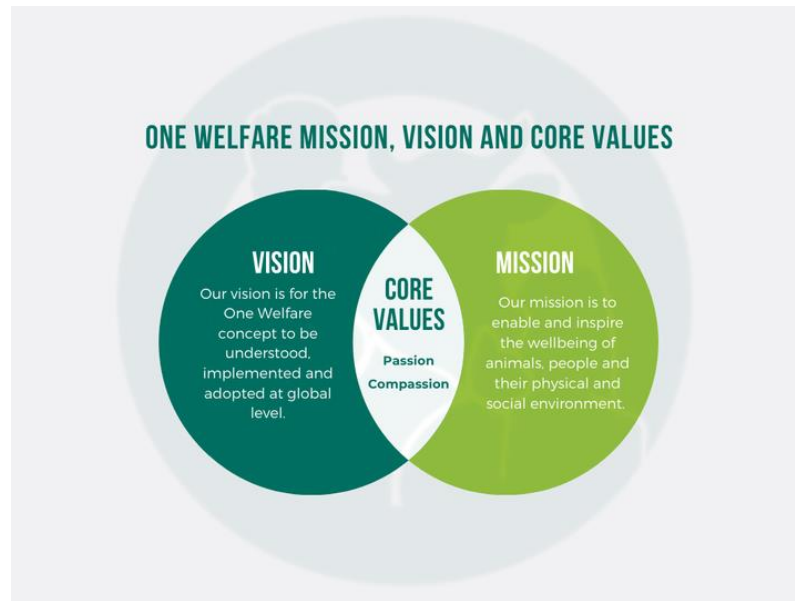 ONE WELFARE MISSION, VISION AND CORE VALUES
VISION
Our vision is for the
One Welfare
concept to be
understood,
implemented and
adopted at global
level.
CORE
VALUES
Passion
Compassion
MISSION
Our mission is to
enable and inspire
the wellbeing of
animals, people and
their physical and
social environment.